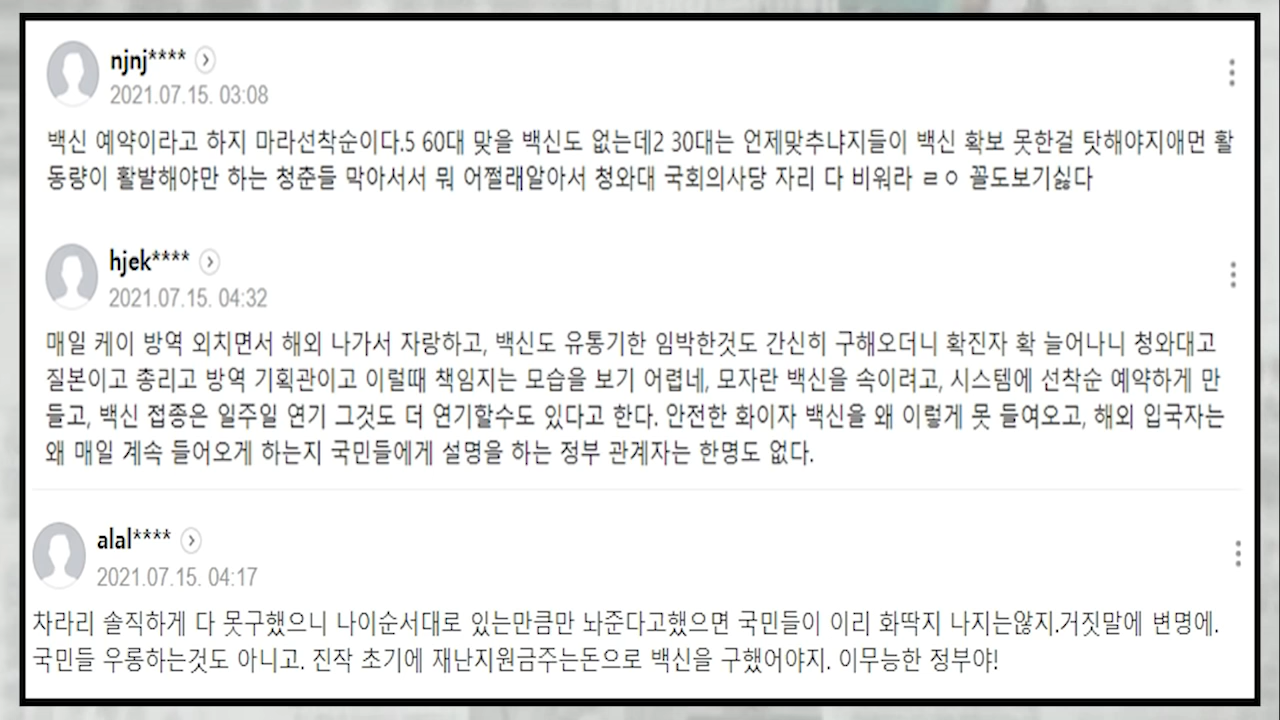 njnj****
2021.07.15. 03:08
백신 예약이라고 하지 마라선착순이다.5 60대 맞을 백신도 없는데2 30대는 언제맞추냐지들이 백신 확보 못한걸 탓해야지애먼 활
동량이 활발해야만 하는 청춘들 막아서서 뭐 어쩔래알아서 청와대 국회의사당 자리 다 비워라 ㄹㅇ 꼴도보기싫다
hjek****
2021.07.15. 04:32
매일 케이 방역 외치면서 해외 나가서 자랑하고, 백신도 유통기한 임박한것도 간신히 구해오더니 확진자 확 늘어나니 청와대고
질본이고 총리고 방역 기획관이고 이럴때 책임지는 모습을 보기 어렵네, 모자란 백신을 속이려고, 시스템에 선착순 예약하게 만
들고, 백신 접종은 일주일 연기 그것도 더 연기할수도 있다고 한다. 안전한 화이자 백신을 왜 이렇게 못 들여오고, 해외 입국자는
왜 매일 계속 들어오게 하는지 국민들에게 설명을 하는 정부 관계자는 한명도 없다.
alal****
2021.07.15. 04:17
차라리 솔직하게 다 못구했으니 나이순서대로 있는만큼만 놔준다고했으면 국민들이 이리 화딱지 나지는않지.거짓말에 변명에.
국민들 우롱하는것도 아니고. 진작 초기에 재난지원금주는돈으로 백신을 구했어야지. 이무능한 정부야!